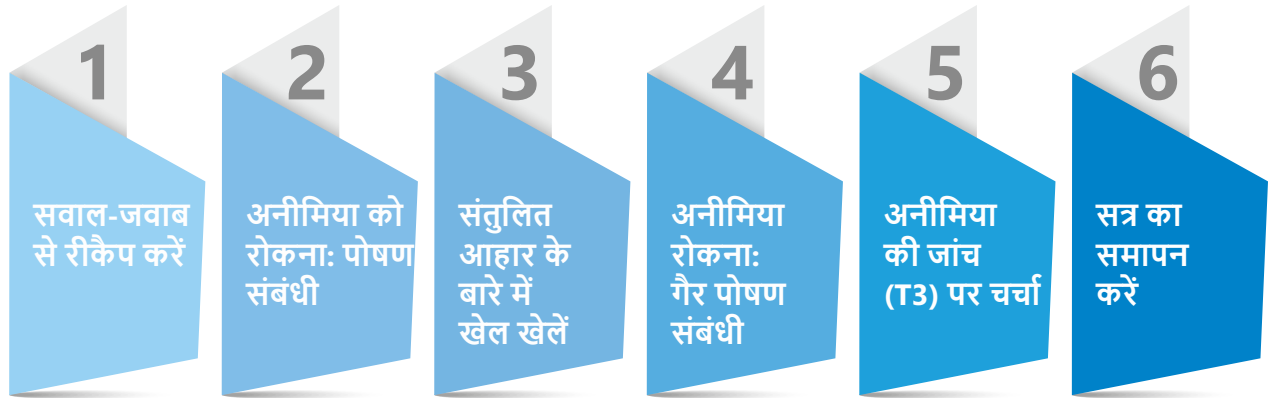 1
सवाल-जवाब
से रीकैप करें
2
अनीमिया को
रोकना: पोषण
संबंधी
3
संतुलित
आहार के
बारे में
खेल खेलें
4
अनीमिया
रोकना:
गैर पोषण
संबंधी
5
अनीमिया
की जांच
(T3) पर चर्चा
6
सत्र का
समापन
करें